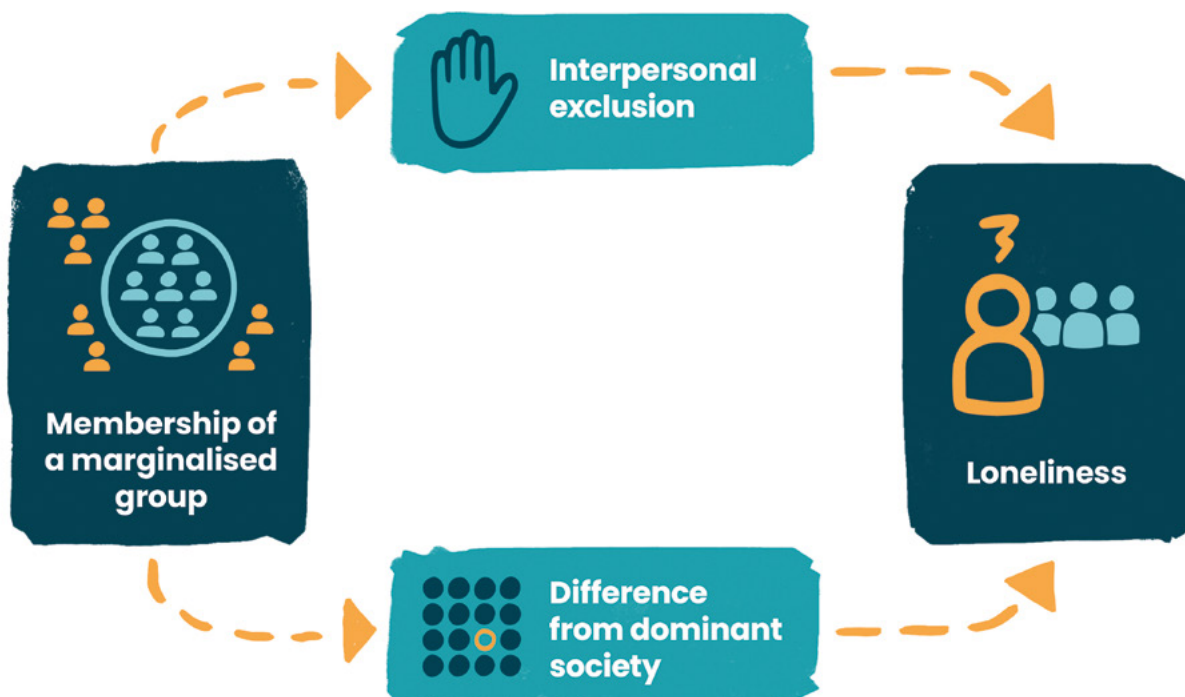 Interpersonal
exclusion
Membership of
a marginalised
group
Loneliness
Difference
from dominant
society